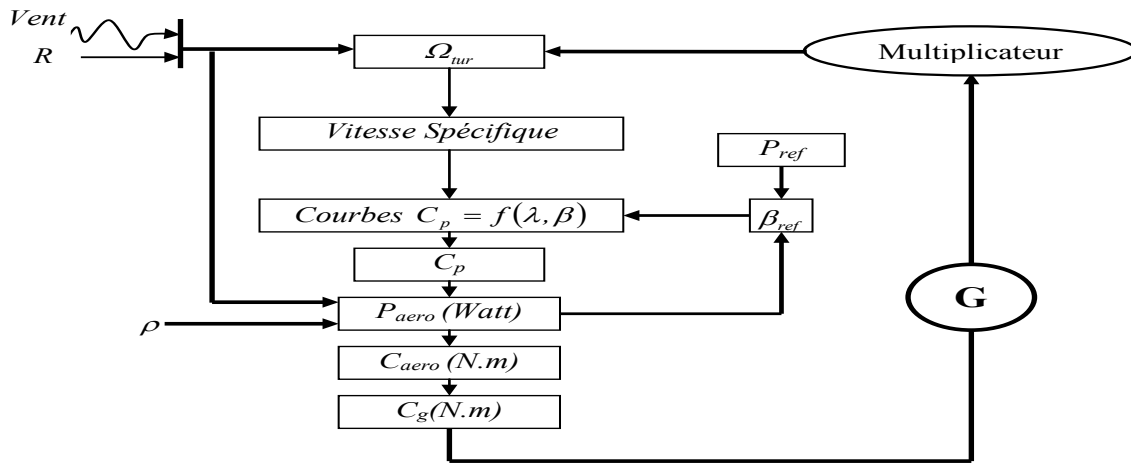 Vent
R
Ω_tur
Multiplicateur
Vitesse Spécifique
P_ref
Courbes C_p = f(λ, β)
β_ref
C_p
G
P_aero (Watt)
ρ
C_aero (N.m)
C_g(N.m)